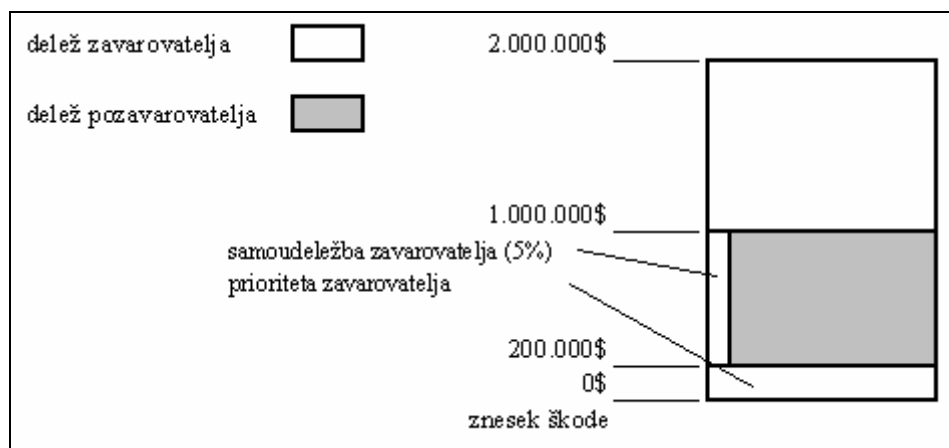 delež zavarovatelja
2.000.000$
delež pozavarovatelja
1.000.000$
samoudeležba zavarovatelja (5%)
prioriteta zavarovatelja
200.000$
0$
znesek škode